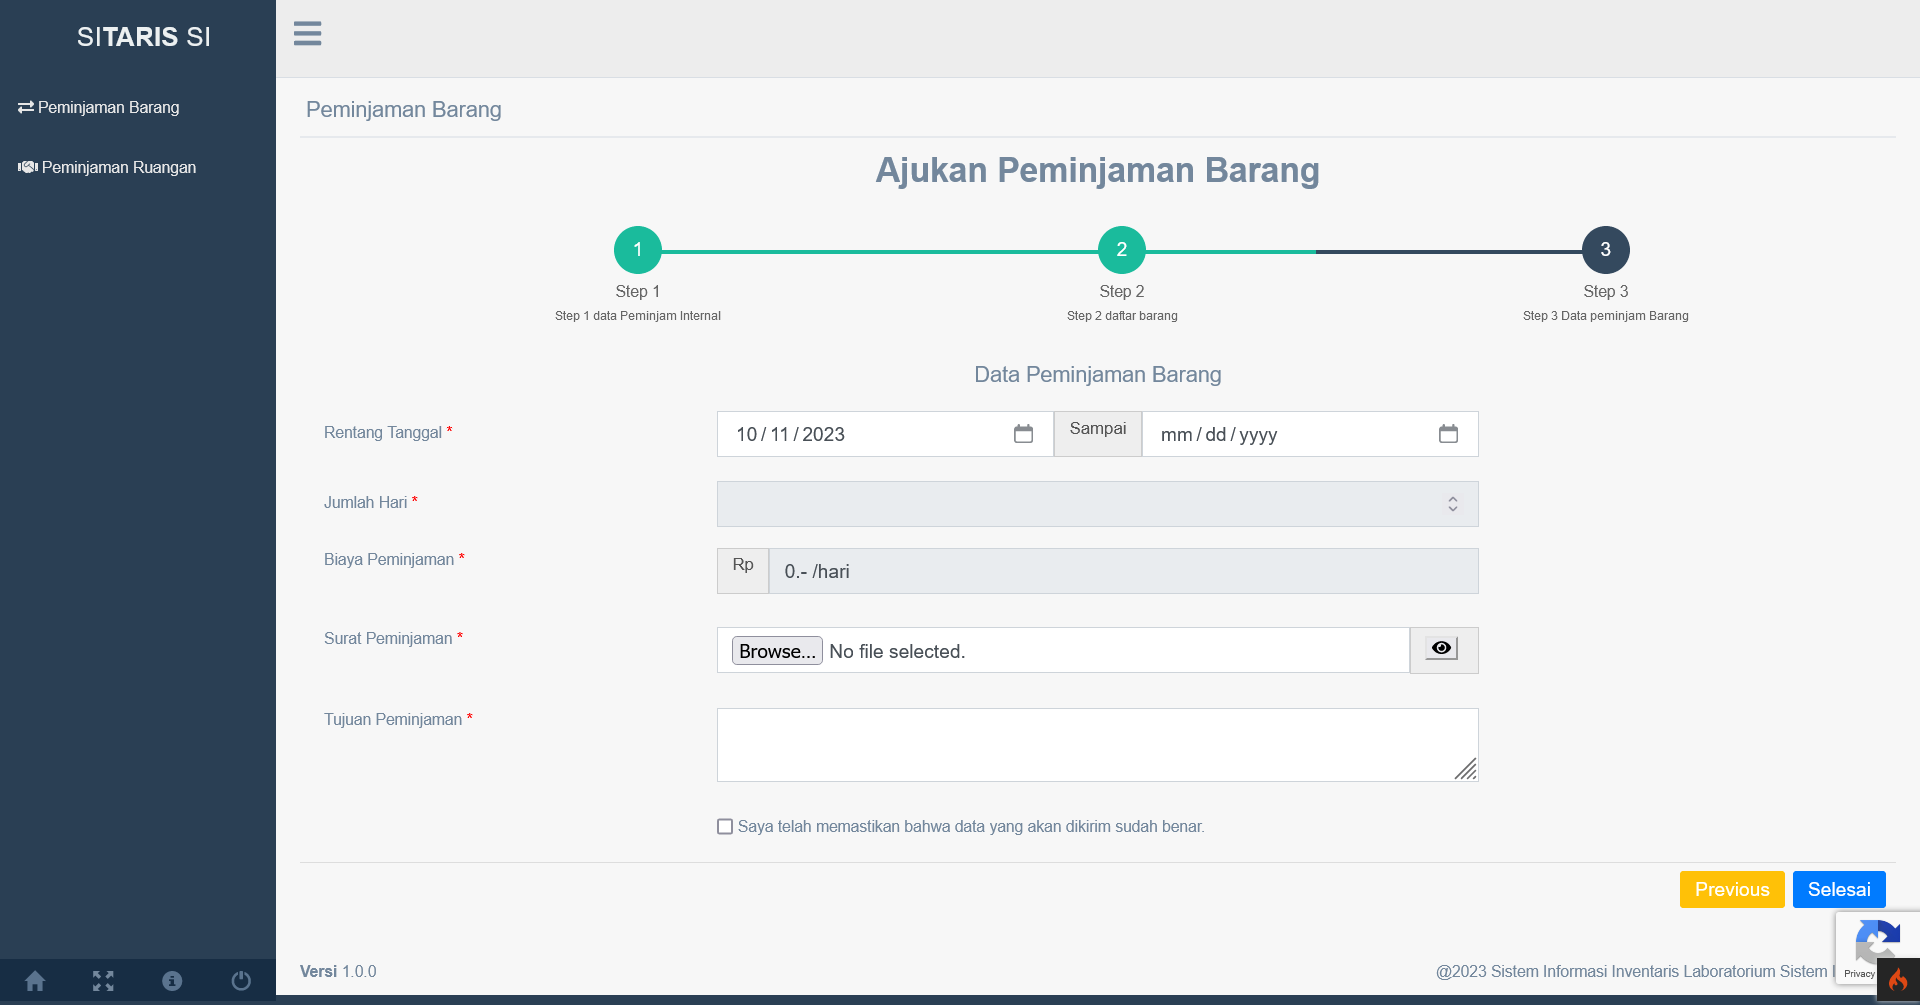 SITARIS SI
Peminjaman Barang
Peminjaman Ruangan
Peminjaman Barang
Ajukan Peminjaman Barang
1
2
3
Step 1
Step 2
Step 3
Step 1 data Peminjam Internal
Step 2 daftar barang
Step 3 Data peminjam Barang
Data Peminjaman Barang
Rentang Tanggal *
10/11/2023
Sampai
mm/dd/yyyy
Jumlah Hari *
Biaya Peminjaman *
Rp
0.- /hari
Surat Peminjaman *
Browse... No file selected.
Tujuan Peminjaman *
Saya telah memastikan bahwa data yang akan dikirim sudah benar.
Previous
Selesai
Versi 1.0.0
@2023 Sistem Informasi Inventaris Laboratorium Sistem
Privacy